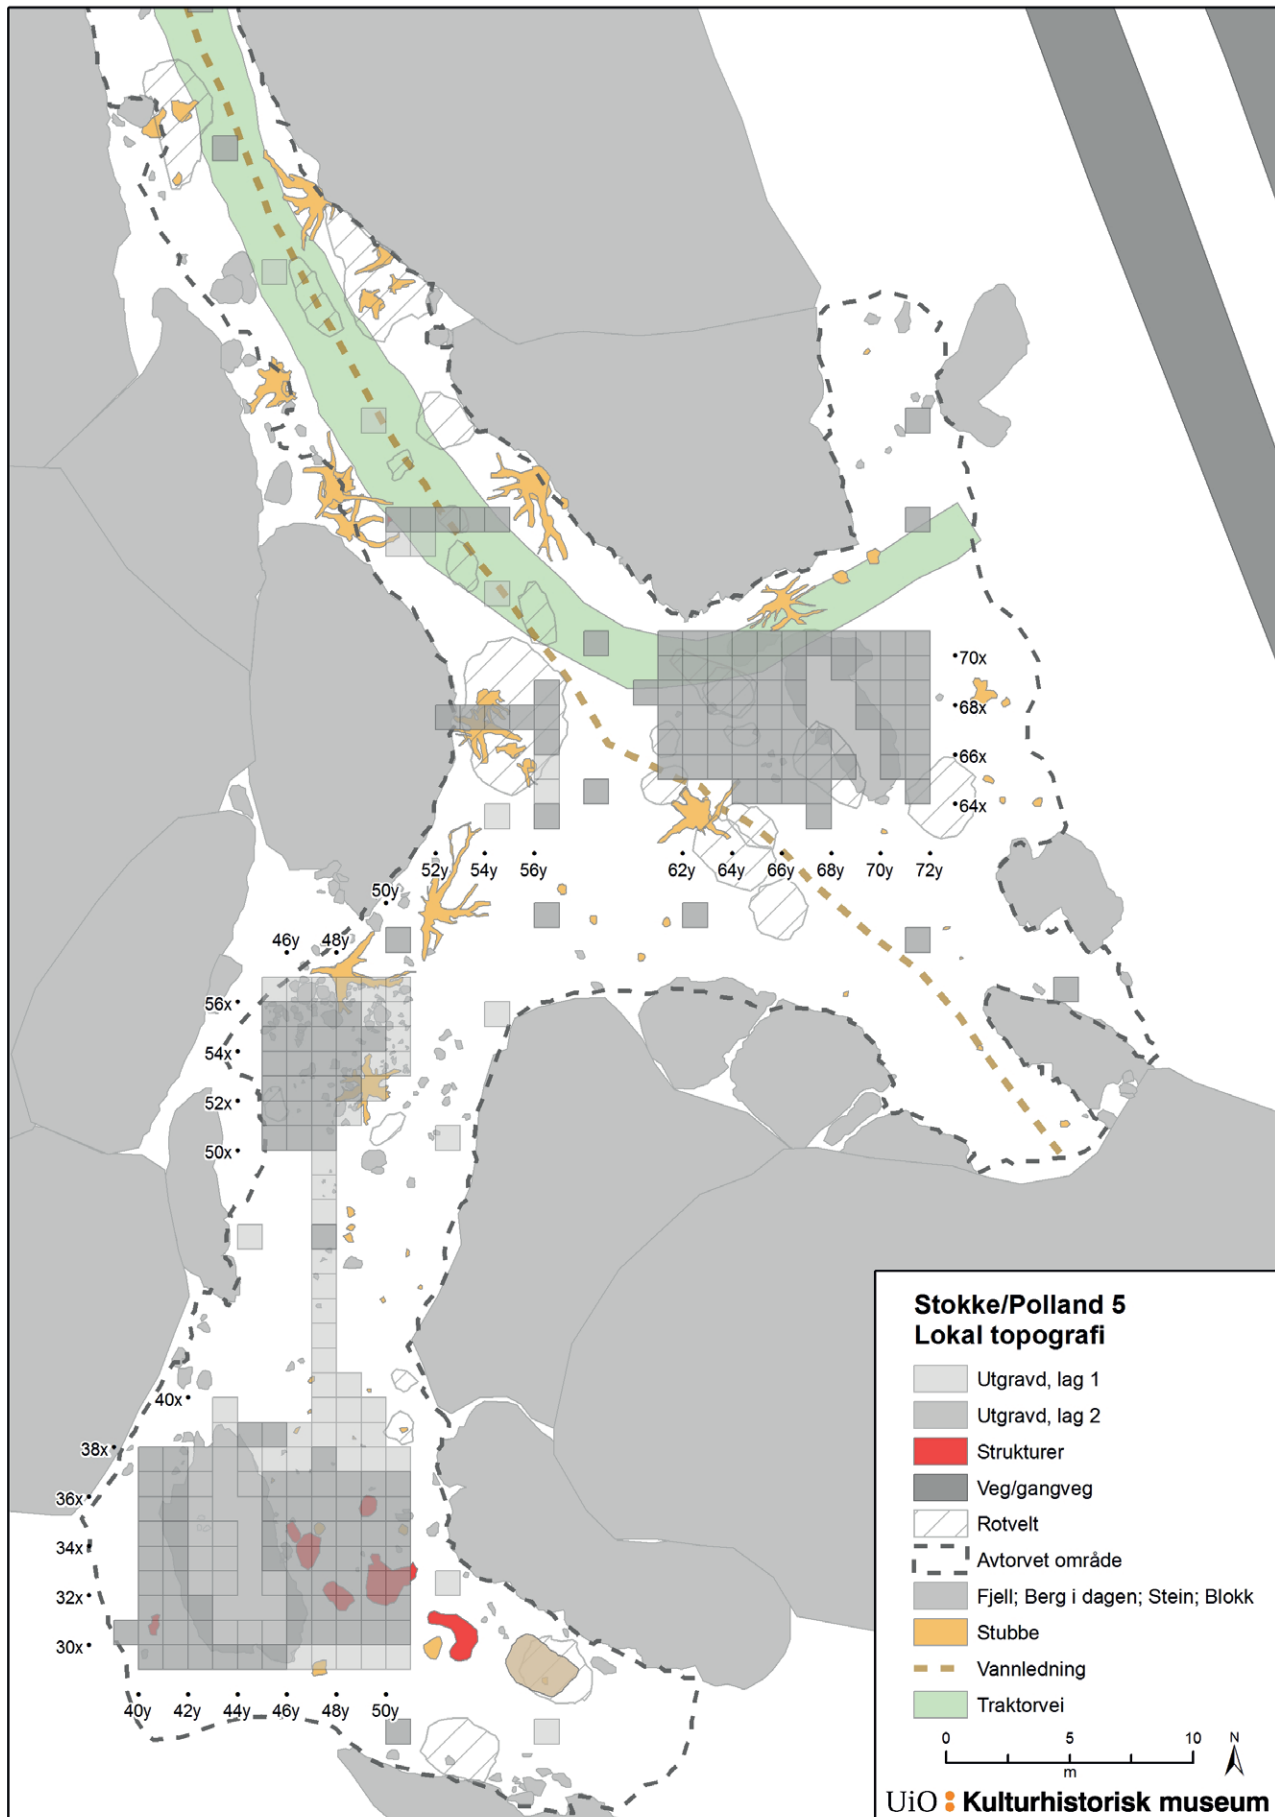 70x
68x
66x
64x
52y 54y 56y 62y 64y 66y 68y 70y 72y
50y
46y 48y
56x
54x
52x
50x
40x
38x
36x
34x
32x
30x
40y 42y 44y 46y 48y 50y
Stokke/Polland 5
Lokal topografi
Utgravd, lag 1
Utgravd, lag 2
Strukturer
Veg/gangveg
Rotvelt
Avtorvet område
Fjell; Berg i dagen; Stein; Blokk
Stubbe
Vannledning
Traktorvei
0 5 10
m
N
UiO Kulturhistorisk museum